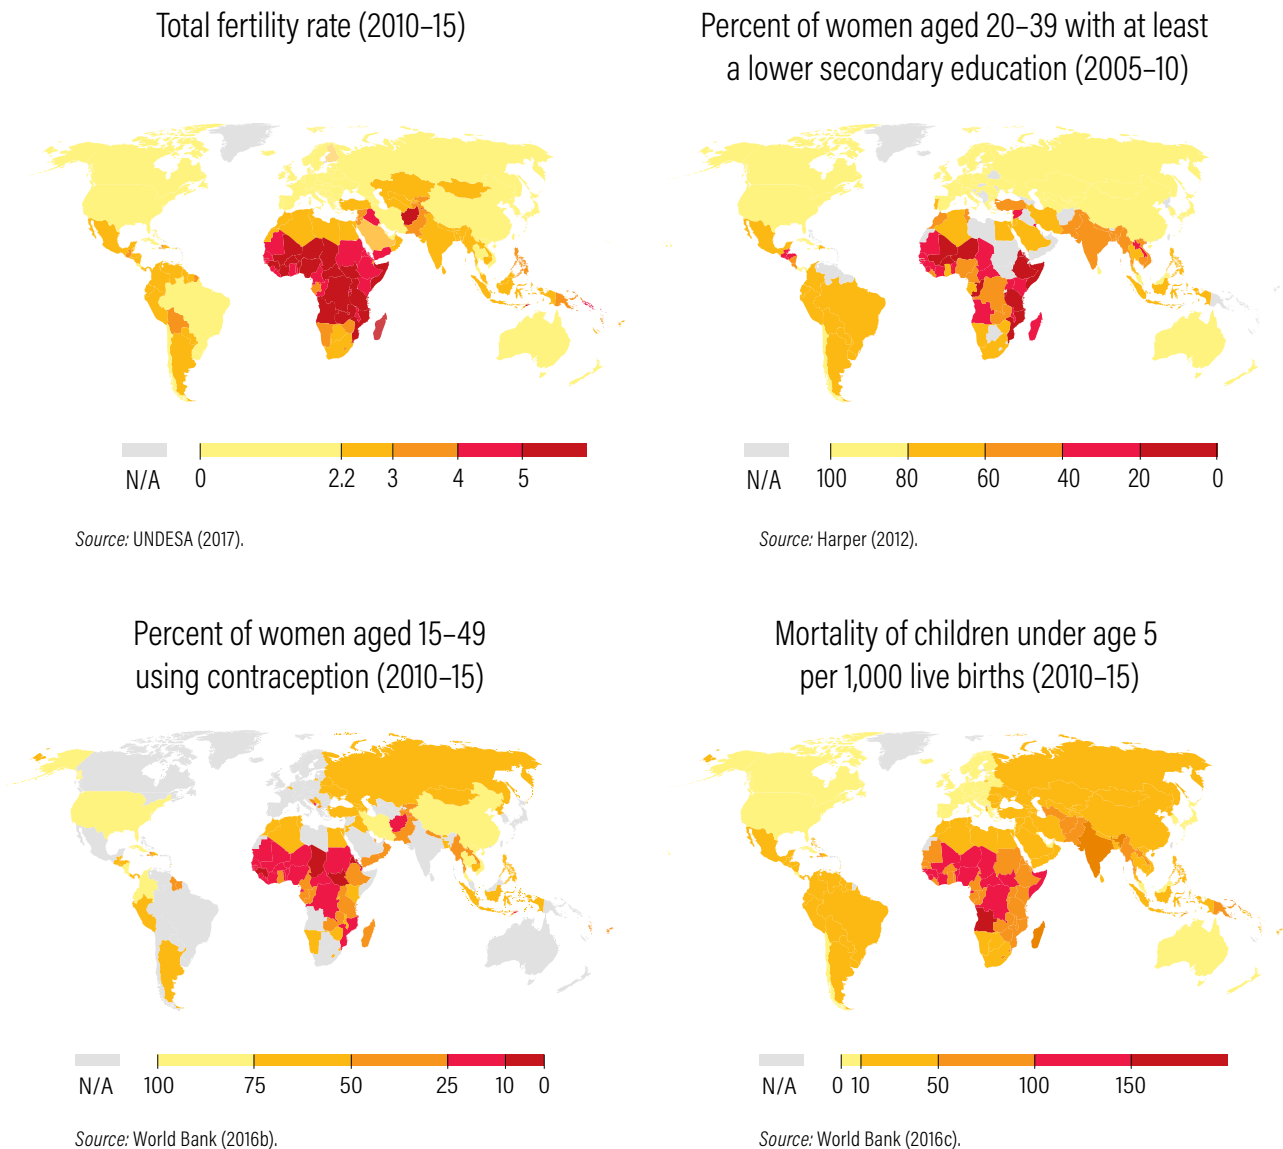 Total fertility rate (2010–15)
Percent of women aged 20–39 with at least
a lower secondary education (2005–10)
N/A 0 2.2 3 4 5
N/A 100 80 60 40 20 0
Source: UNDESA (2017).
Source: Harper (2012).
Percent of women aged 15–49
using contraception (2010–15)
Mortality of children under age 5
per 1,000 live births (2010–15)
N/A 100 75 50 25 10 0
N/A 0 10 50 100 150
Source: World Bank (2016b).
Source: World Bank (2016c).